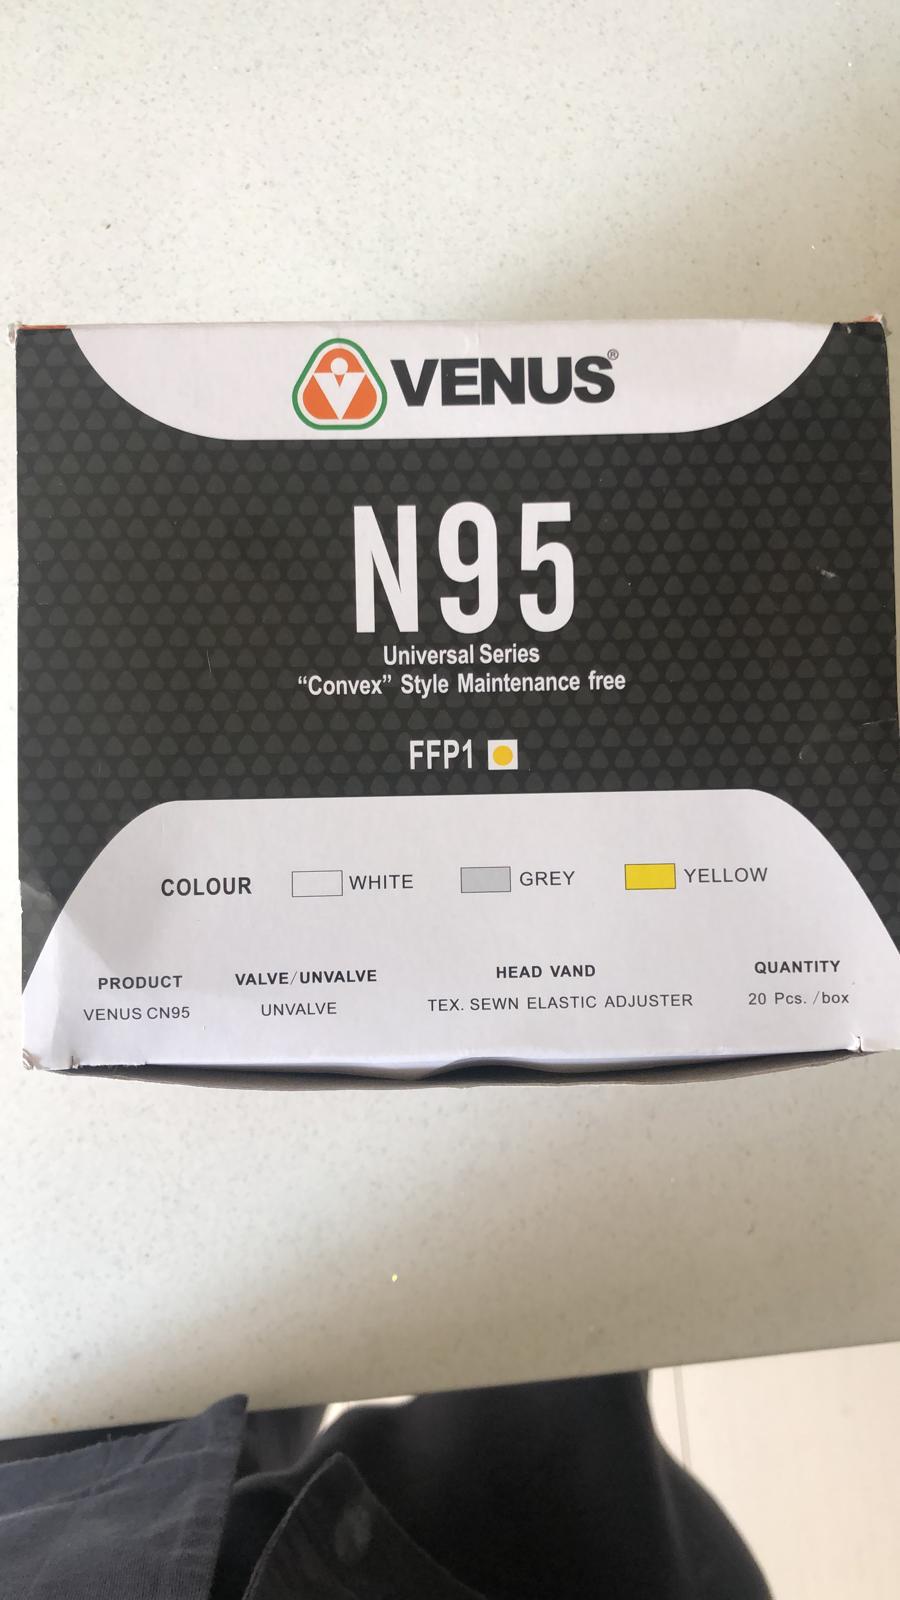 VENUS®
N95
Universal Series
“Convex” Style Maintenance free
FFP1
COLOUR WHITE GREY YELLOW
PRODUCT VALVE/UNVALVE HEAD VAND QUANTITY
VENUS CN95 UNVALVE TEX. SEWN ELASTIC ADJUSTER 20 Pcs. /box